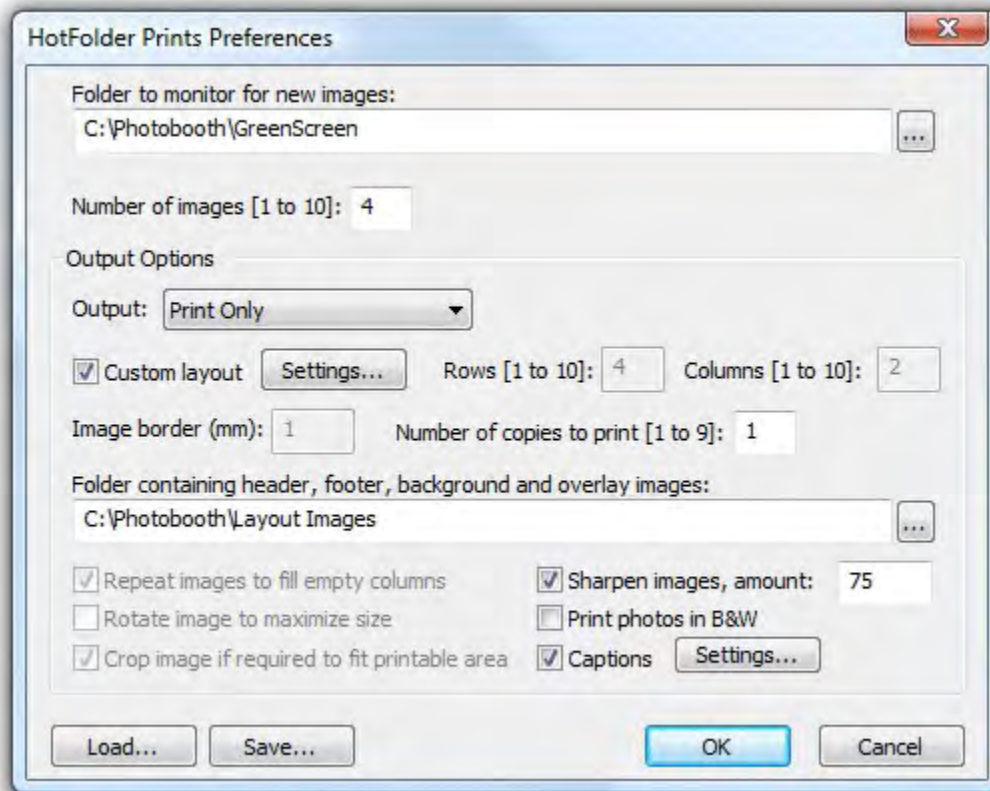 HotFolder Prints Preferences
Folder to monitor for new images:
C:\Photobooth\GreenScreen
...
Number of images [1 to 10]: 4
Output Options
Output: Print Only
Custom layout Settings... Rows [1 to 10]: 4 Columns [1 to 10]: 2
Image border (mm): 1 Number of copies to print [1 to 9]: 1
Folder containing header, footer, background and overlay images:
C:\Photobooth\Layout Images
...
Repeat images to fill empty columns Sharpen images, amount: 75
Rotate image to maximize size Print photos in B&W
Crop image if required to fit printable area Captions Settings...
Load... Save... OK Cancel